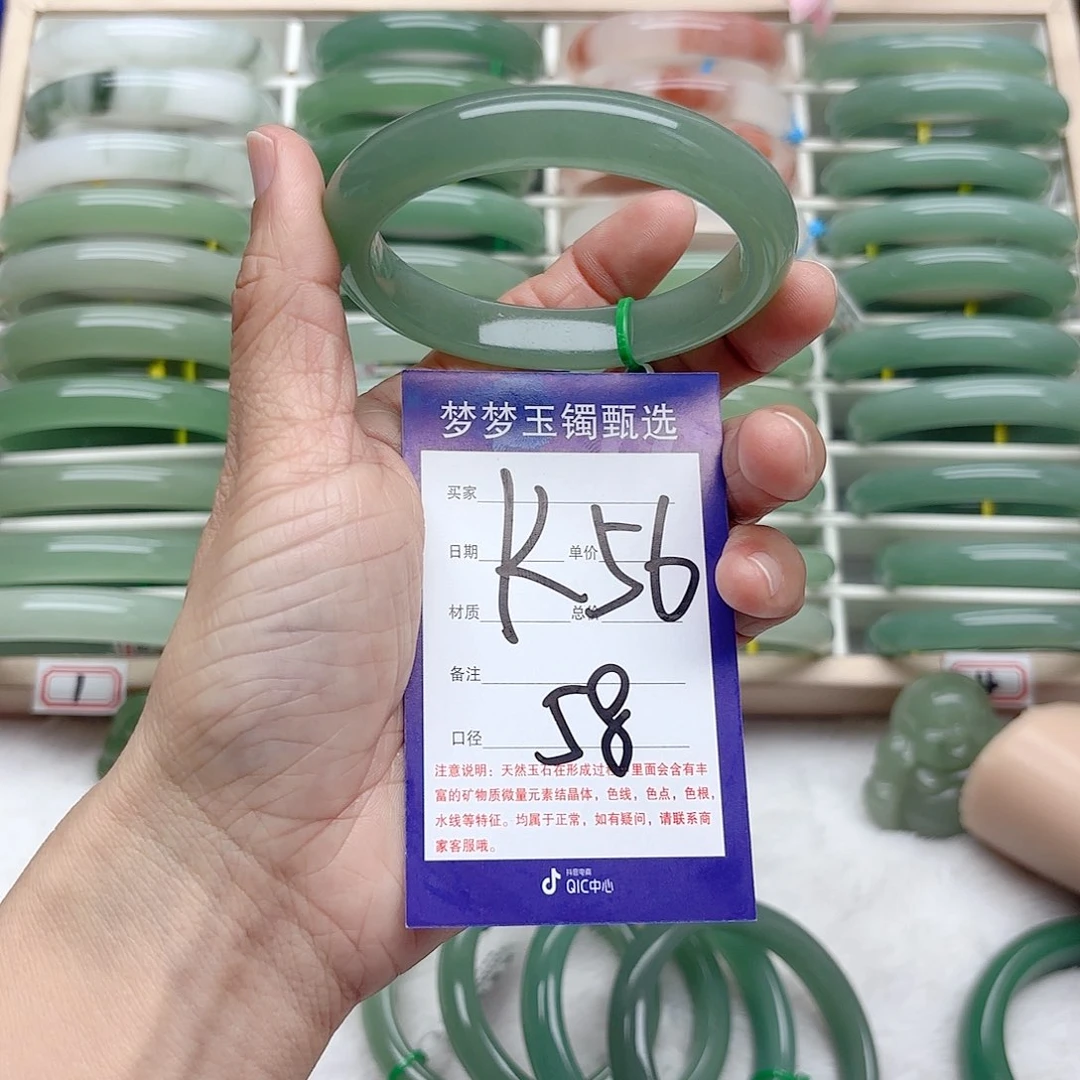 梦梦玉镯甄选
买家
K56
日期 单价
材质 总价
备注
58
口径
注意说明：天然玉石在形成过程里面会含有丰
富的矿物质微量元素结晶体，色线，色点，色根，
水线等特征。均属于正常，如有疑问，请联系商
家客服哦。
抖音电商
QIC中心
1